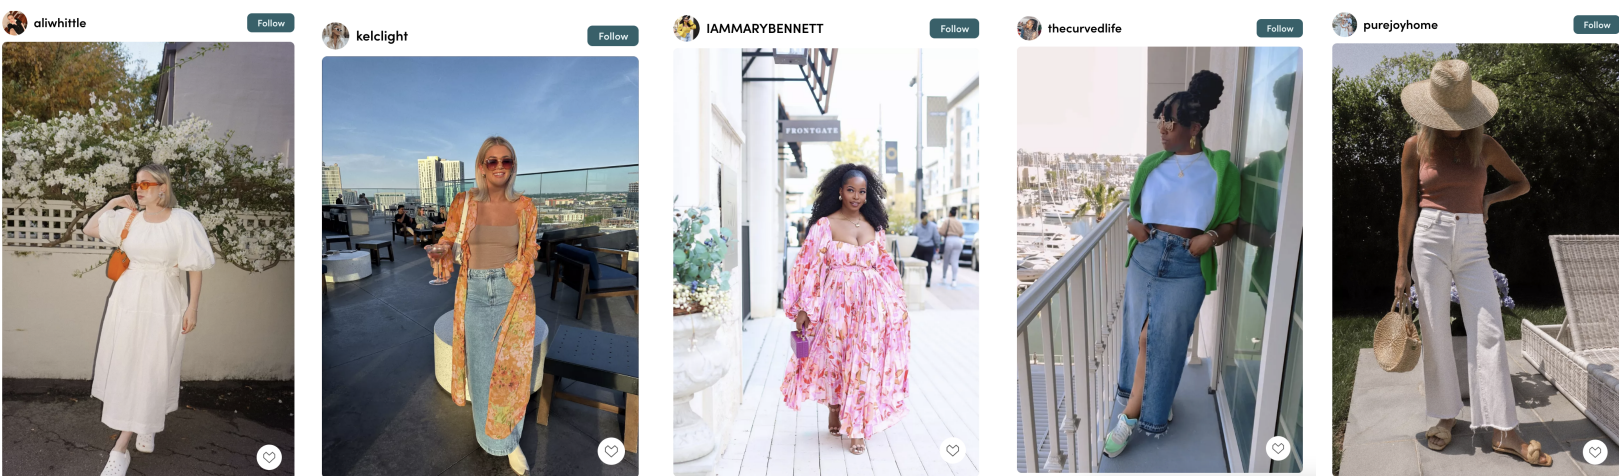 aliwhittle
Follow
kelclight
Follow
IAMMARYBENNETT
Follow
FRONTGATE
thecurvedlife
Follow
purejoyhome
Follow